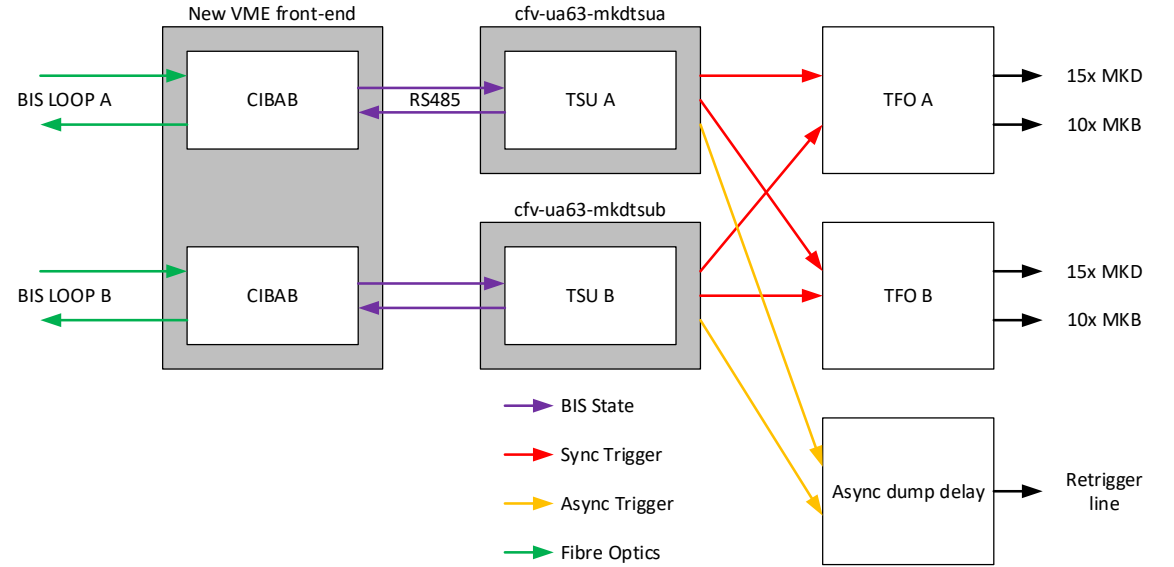 New VME front-end
cfv-ua63-mkdtsua
BIS LOOP A
CIBAB
RS485
TSU A
TFO A
15x MKD
10x MKB
cfv-ua63-mkdtsub
BIS LOOP B
CIBAB
TSU B
TFO B
15x MKD
10x MKB
BIS State
Sync Trigger
Async Trigger
Fibre Optics
Async dump delay
Retrigger
line